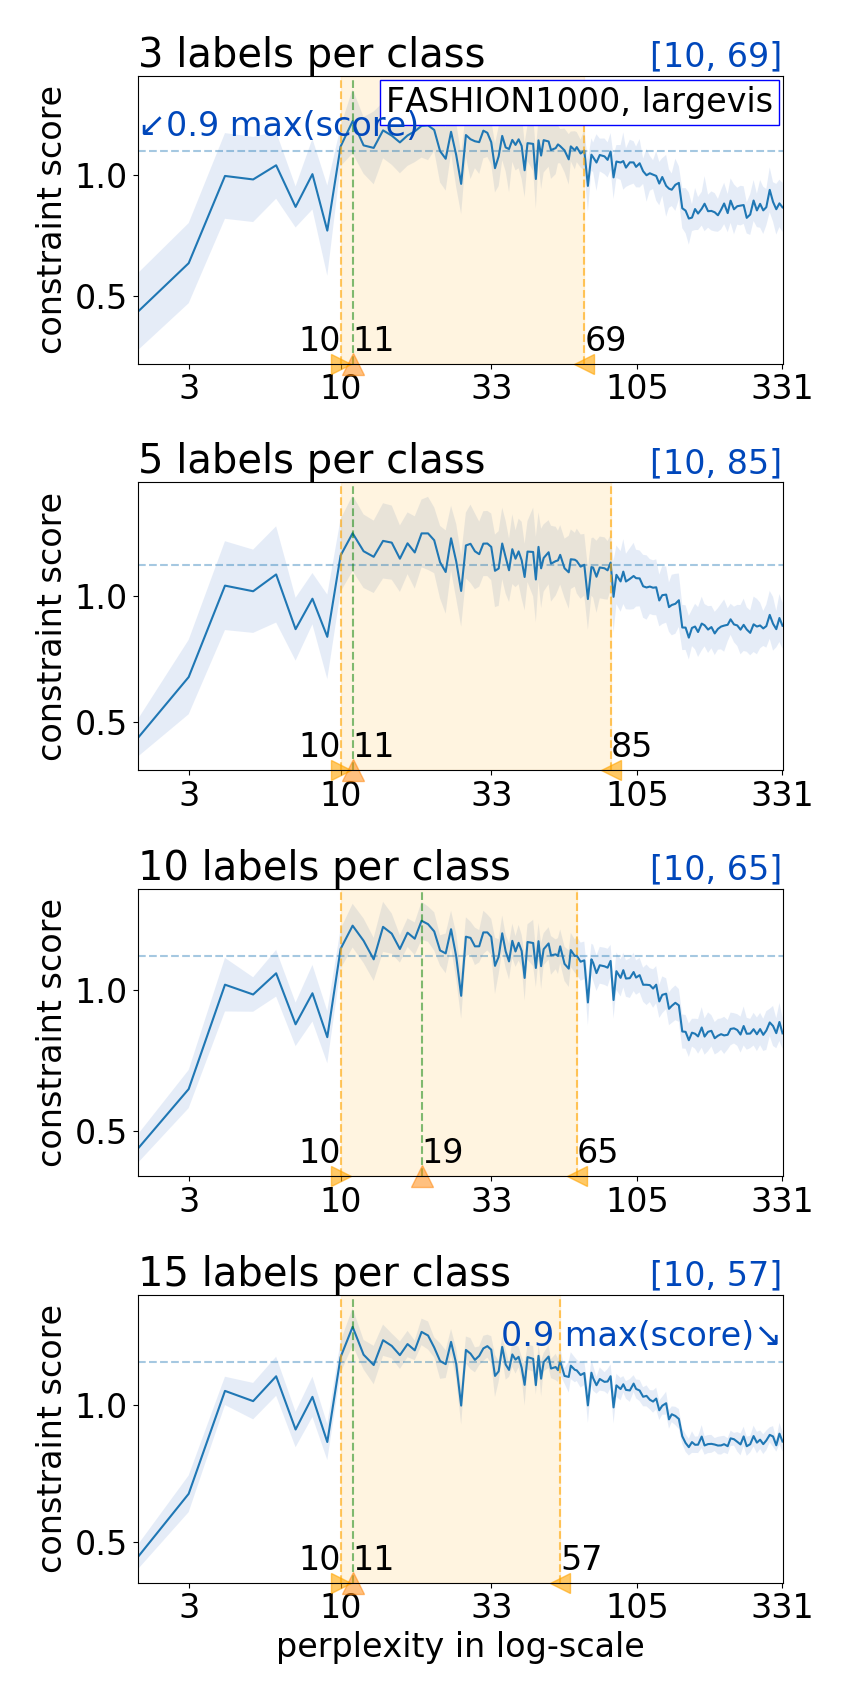 3 labels per class [10, 69]
FASHION1000, largevis
↙0.9 max(score)
constraint score
1.0
0.5
10 11 69
3 10 33 105 331
5 labels per class [10, 85]
constraint score
1.0
0.5
10 11 85
3 10 33 105 331
10 labels per class [10, 65]
constraint score
1.0
0.5
10 19 65
3 10 33 105 331
15 labels per class [10, 57]
0.9 max(score)↘
constraint score
1.0
0.5
10 11 57
3 10 33 105 331
perplexity in log-scale